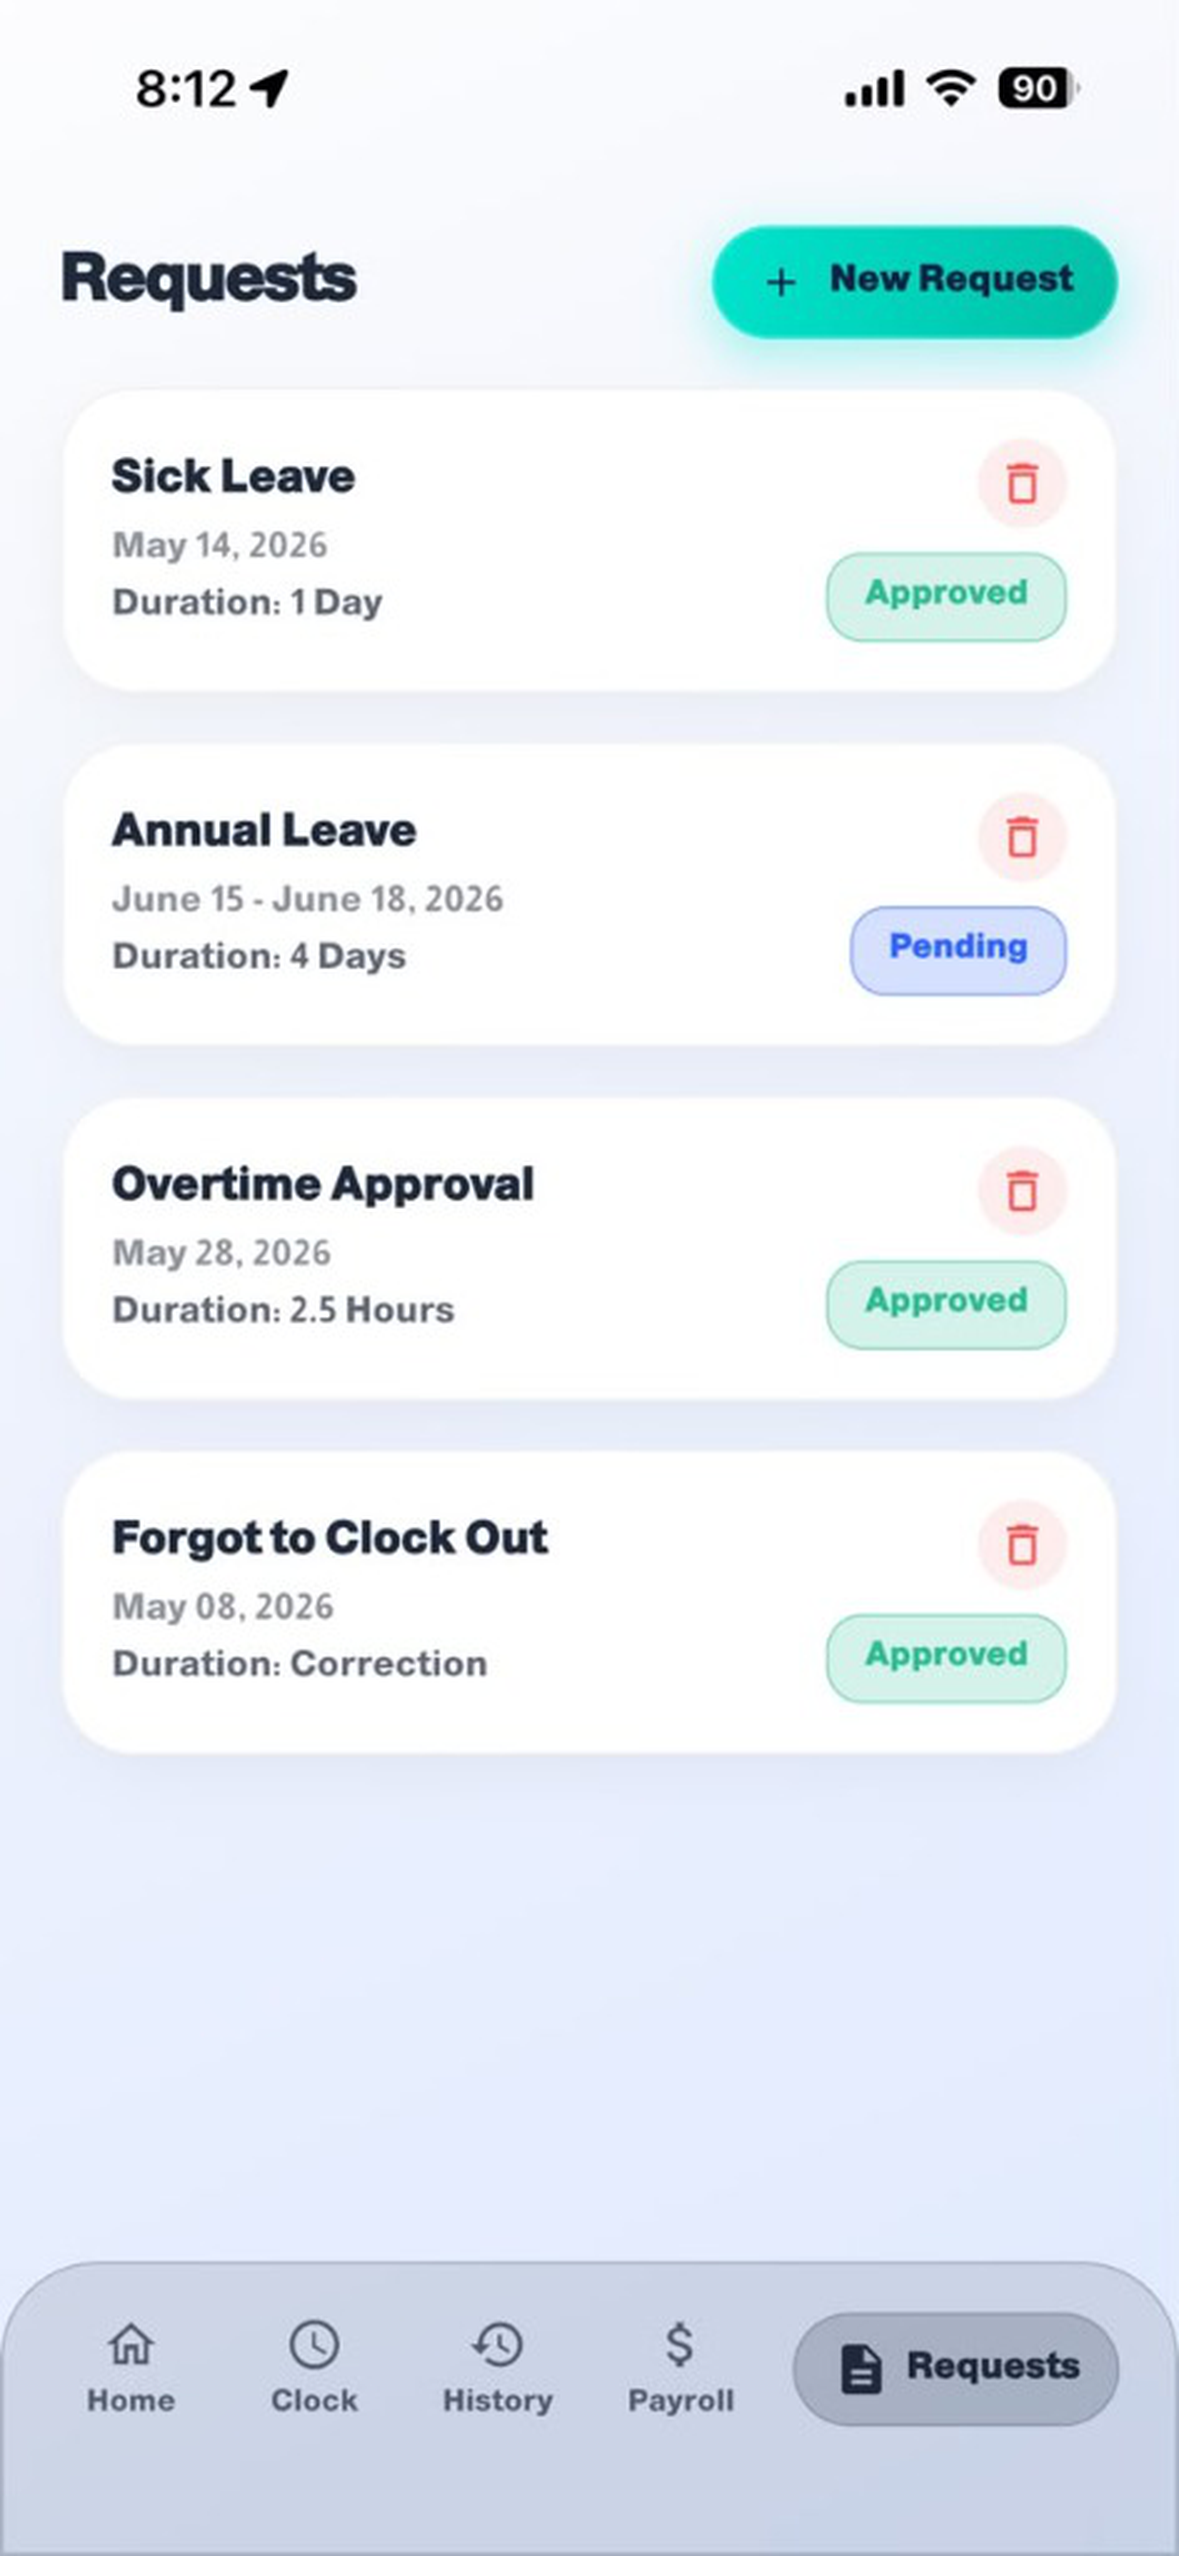 8:12
90
Requests
+ New Request
Sick Leave
May 14, 2026
Duration: 1 Day
Approved
Annual Leave
June 15 - June 18, 2026
Duration: 4 Days
Pending
Overtime Approval
May 28, 2026
Duration: 2.5 Hours
Approved
Forgot to Clock Out
May 08, 2026
Duration: Correction
Approved
Home
Clock
History
Payroll
Requests